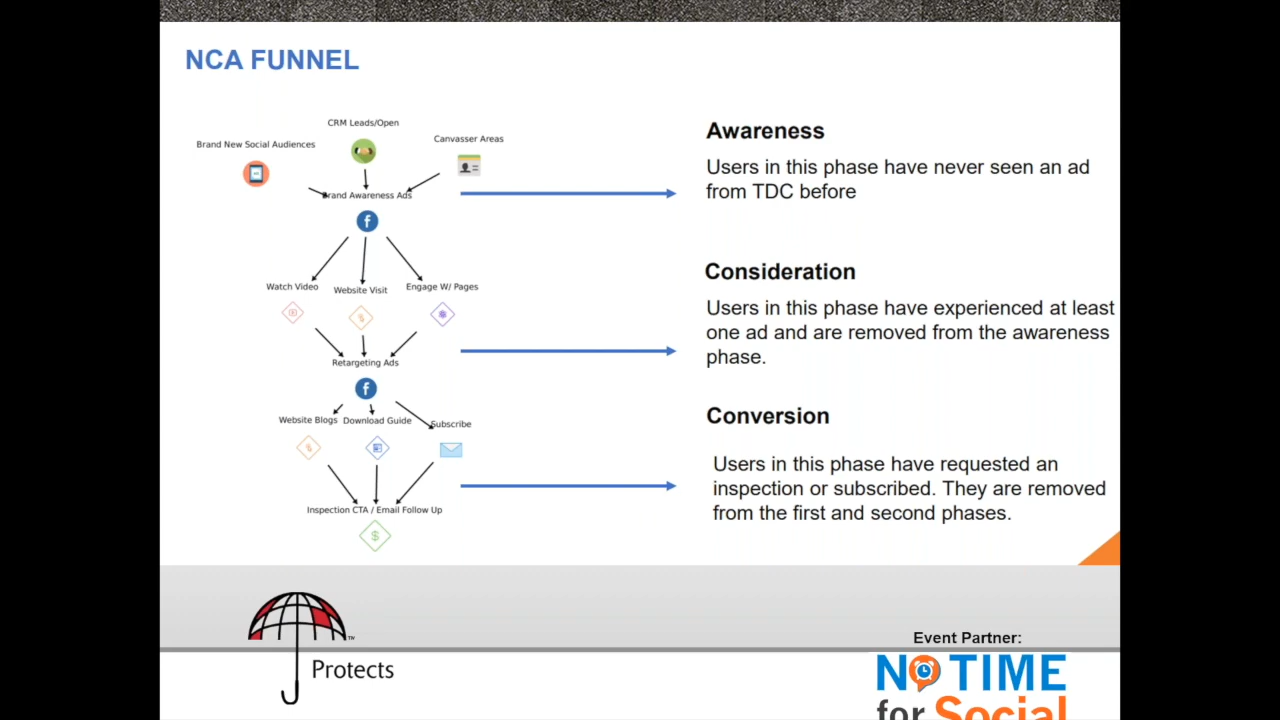 NCA FUNNEL
CRM Leads/Open
Brand New Social Audiences
Canvasser Areas
Brand Awareness Ads
Watch Video
Website Visit
Engage W/ Pages
Retargeting Ads
Website Blogs
Download Guide
Subscribe
Inspection CTA / Email Follow Up
$
Awareness
Users in this phase have never seen an ad
from TDC before
Consideration
Users in this phase have experienced at least
one ad and are removed from the awareness
phase.
Conversion
Users in this phase have requested an
inspection or subscribed. They are removed
from the first and second phases.
TM
Protects
Event Partner:
NO TIME
for Social